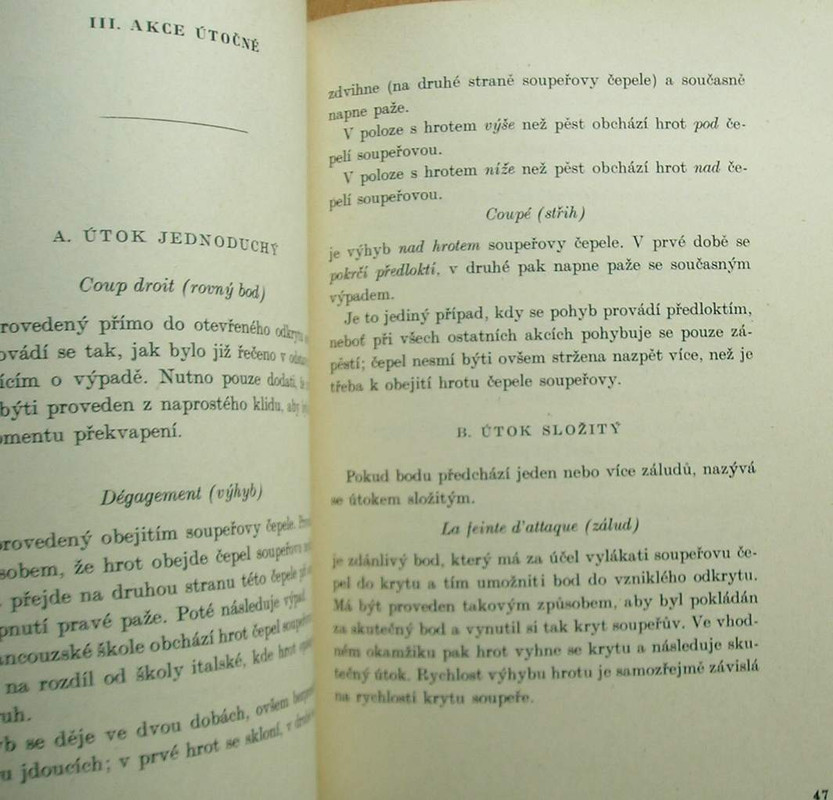 III. AKCE ÚTOČNÉ
A. ÚTOK JEDNODUCHÝ
Coup droit (rovný bod)
rovedený přímo do otevřeného
ovádí se tak, jak bylo již řečeno v
ícím o výpadě. Nutno pouze dodati,
býti proveden z naprostého klidu, aby
omentu překvapení.
Dégagement (výhyb)
provedený obejitím soupeřovy čepele.
sobem, že hrot obejde čepel soupeřovu
přejde na druhou stranu této čepele
pnutí pravé paže. Poté následuje výpad.
ancouzské škole obchází hrot čepel
na rozdíl od školy italské, kde hrot
uh.
b se děje ve dvou dobách, ovšem
u jdoucích; v prvé hrot se skloní, v
zdvihne (na druhé straně soupeřovy čepele) a současně
napne paže.
V poloze s hrotem výše než pěst obchází hrot pod če-
pelí soupeřovou.
V poloze s hrotem níže než pěst obchází hrot nad če-
pelí soupeřovou.
Coupé (střih)
je výhyb nad hrotem soupeřovy čepele. V prvé době se
pokrčí předloktí, v druhé pak napne paže se současným
výpadem.
Je to jediný případ, kdy se pohyb provádí předloktím,
neboť při všech ostatních akcích pohybuje se pouze zá-
pěstí; čepel nesmí býti ovšem stržena nazpět více, než je
třeba k obejití hrotu čepele soupeřovy.
B. ÚTOK SLOŽITÝ
Pokud bodu předchází jeden nebo více záludů, nazývá
se útokem složitým.
La feinte d'attaque (zálud)
je zdánlivý bod, který má za účel vylákati soupeřovu če-
pel do krytu a tím umožniti bod do vzniklého odkrytu.
Má být proveden takovým způsobem, aby byl pokládán
za skutečný bod a vynutil si tak kryt soupeřův. Ve vhod-
ném okamžiku pak hrot vyhne se krytu a následuje sku-
tečný útok. Rychlost výhybu hrotu je samozřejmě závislá
na rychlosti krytu soupeře.
47